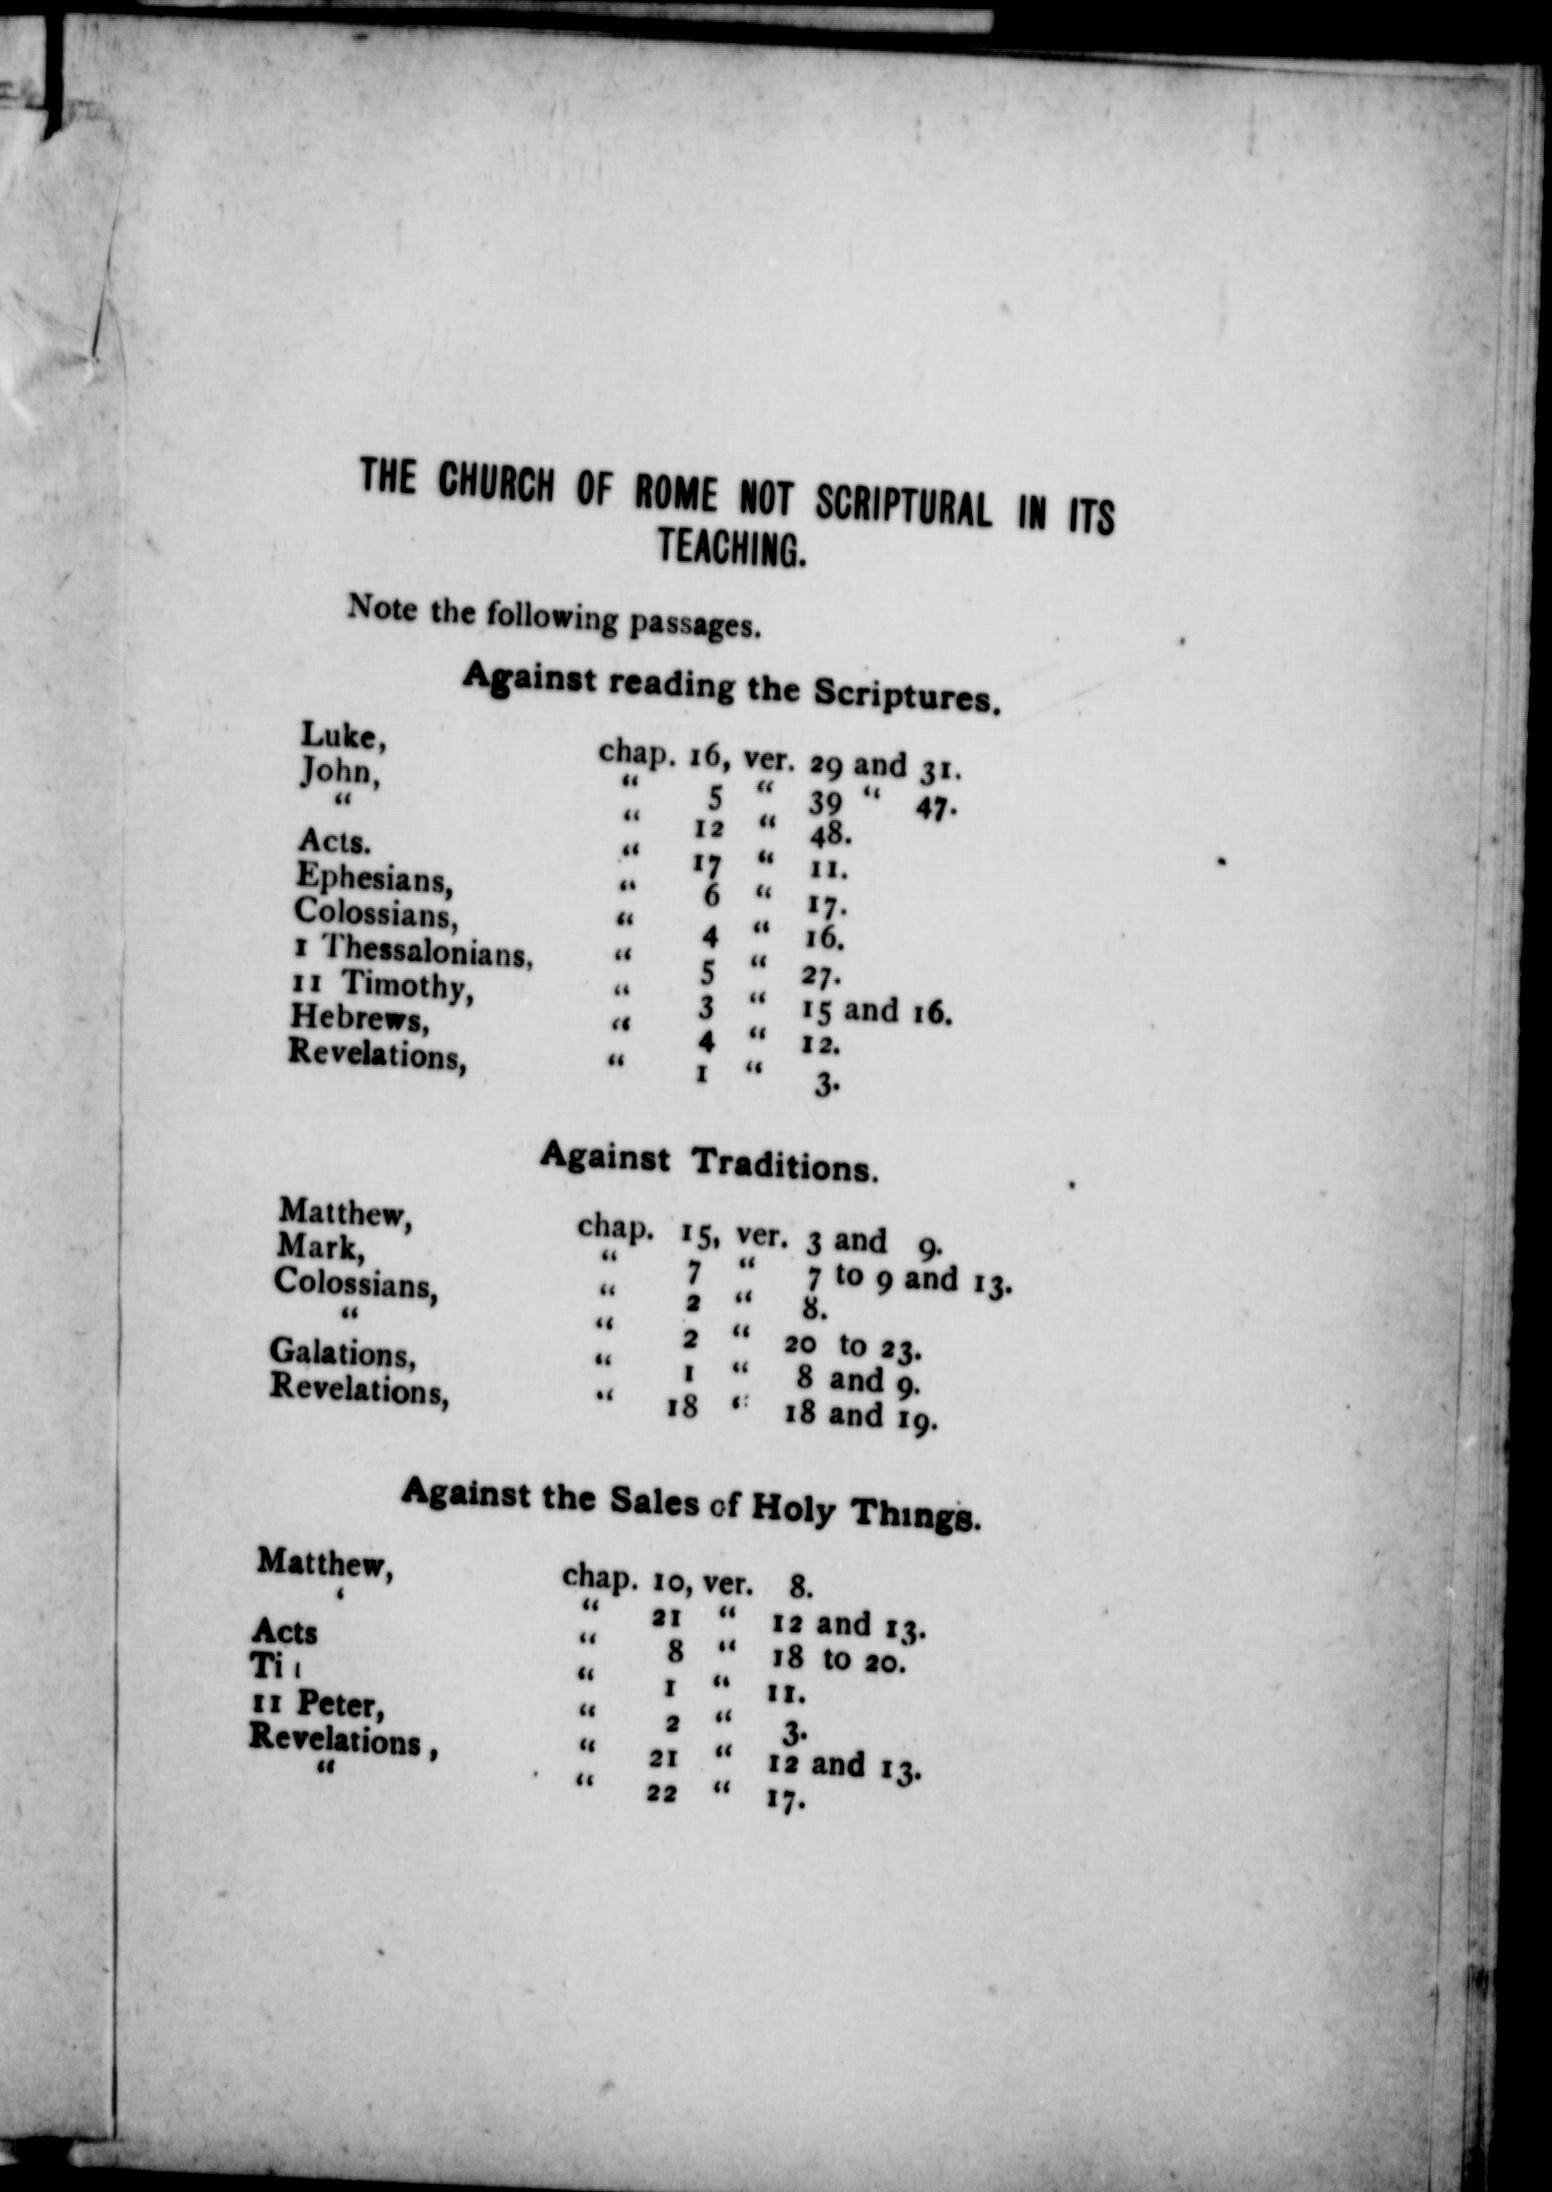 THE CHURCH OF ROME NOT SCRIPTURAL IN ITS
TEACHING.
Note the following passages.
Against reading the Scriptures.
Luke, chap. 16, ver. 29 and 31.
John, “ 5 “ 39 “ 47.
“ “ 12 “ 48.
Acts. “ 17 “ 11.
Ephesians, “ 6 “ 17.
Colossians, “ 4 “ 16.
1 Thessalonians, “ 5 “ 27.
11 Timothy, “ 3 “ 15 and 16.
Hebrews, “ 4 “ 12.
Revelations, “ 1 “ 3.
Against Traditions.
Matthew, chap. 15, ver. 3 and 9.
Mark, “ 7 “ 7 to 9 and 13.
Colossians, “ 2 “ 8.
“ “ 2 “ 20 to 23.
Galations, “ 1 “ 8 and 9.
Revelations, “ 18 “ 18 and 19.
Against the Sales of Holy Things.
Matthew, chap. 10, ver. 8.
‘ “ 21 “ 12 and 13.
Acts “ 8 “ 18 to 20.
“ 1 “ 11.
11 Peter, “ 2 “ 3.
Revelations, “ 21 “ 12 and 13.
“ “ 22 “ 17.